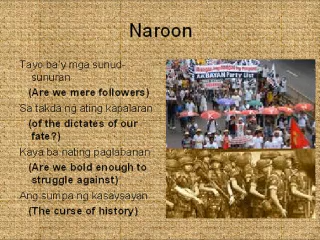 Naroon
Tayo ba'y mga sunud-
sunuran
(Are we mere followers)
Sa takda ng ating kapalaran
(of the dictates of our
fate?)
Kaya ba nating paglabanan
(Are we bold enough to
struggle against)
Ang sumpa ng kasaysayan
(The curse of history)
BAYAN Party List